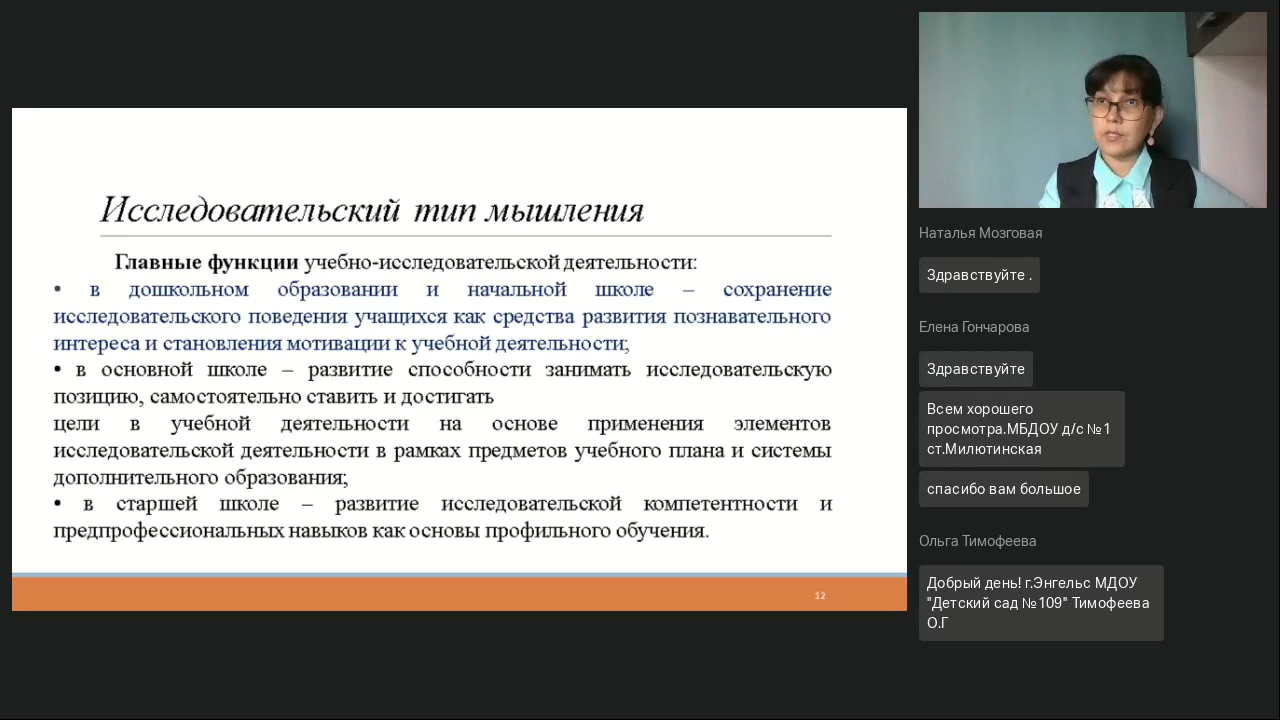 Исследовательский тип мышления
Главные функции учебно-исследовательской деятельности:
• в дошкольном образовании и начальной школе – сохранение
исследовательского поведения учащихся как средства развития познавательного
интереса и становления мотивации к учебной деятельности;
• в основной школе – развитие способности занимать исследовательскую
позицию, самостоятельно ставить и достигать
цели в учебной деятельности на основе применения элементов
исследовательской деятельности в рамках предметов учебного плана и системы
дополнительного образования;
• в старшей школе – развитие исследовательской компетентности и
предпрофессиональных навыков как основы профильного обучения.
12
Наталья Мозговая
Здравствуйте .
Елена Гончарова
Здравствуйте
Всем хорошего
просмотра.МБДОУ д/с №1
ст.Милютинская
спасибо вам большое
Ольга Тимофеева
Добрый день! г.Энгельс МДОУ
"Детский сад №109" Тимофеева
О.Г